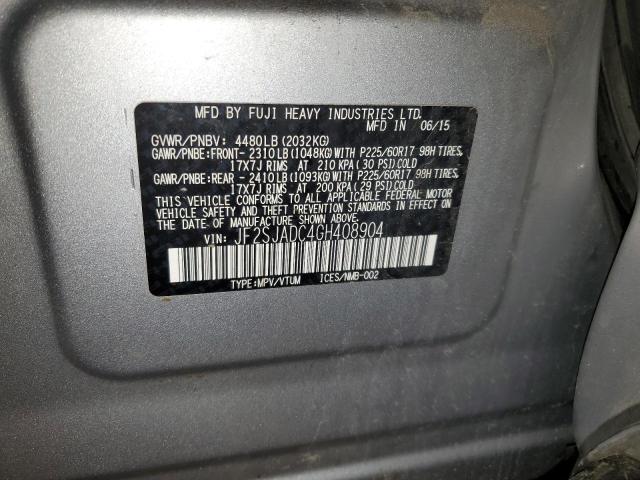 MFD BY FUJI HEAVY INDUSTRIES LTD.
MFD IN 06/15
GVWR/PNBV: 4480LB (2032KG)
GAWR/PNBE:FRONT- 2310LB (1048KG) WITH P225/60R17 98H TIRES,
17X7J RIMS AT 210 KPA (30 PSI) COLD
GAWR/PNBE:REAR - 2410LB (1093KG) WITH P225/60R17 98H TIRES,
17X7J RIMS AT 200 KPA (29 PSI) COLD
THIS VEHICLE CONFORMS TO ALL APPLICABLE FEDERAL MOTOR
VEHICLE SAFETY AND THEFT PREVENTION STANDARDS IN EFFECT
ON THE DATE OF MANUFACTURE SHOWN ABOVE.
VIN: JF2SJADC4GH408904
TYPE:MPV/VTUM ICES/NMB-002